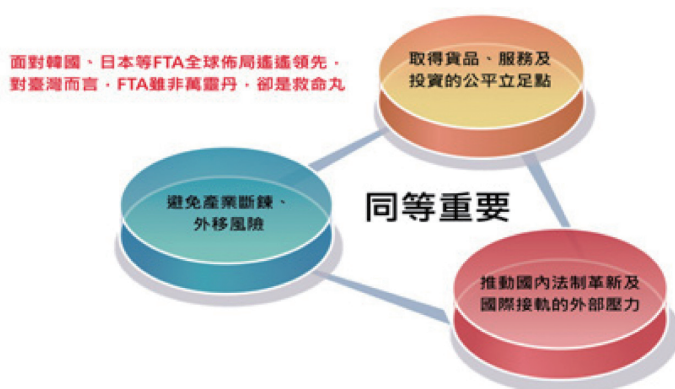 面對韓國、日本等FTA全球佈局遙遙領先，
對臺灣而言，FTA雖非萬靈丹，卻是救命丸
取得貨品、服務及
投資的公平立足點
避免產業斷鍊、
外移風險
同等重要
推動國內法制革新及
國際接軌的外部壓力